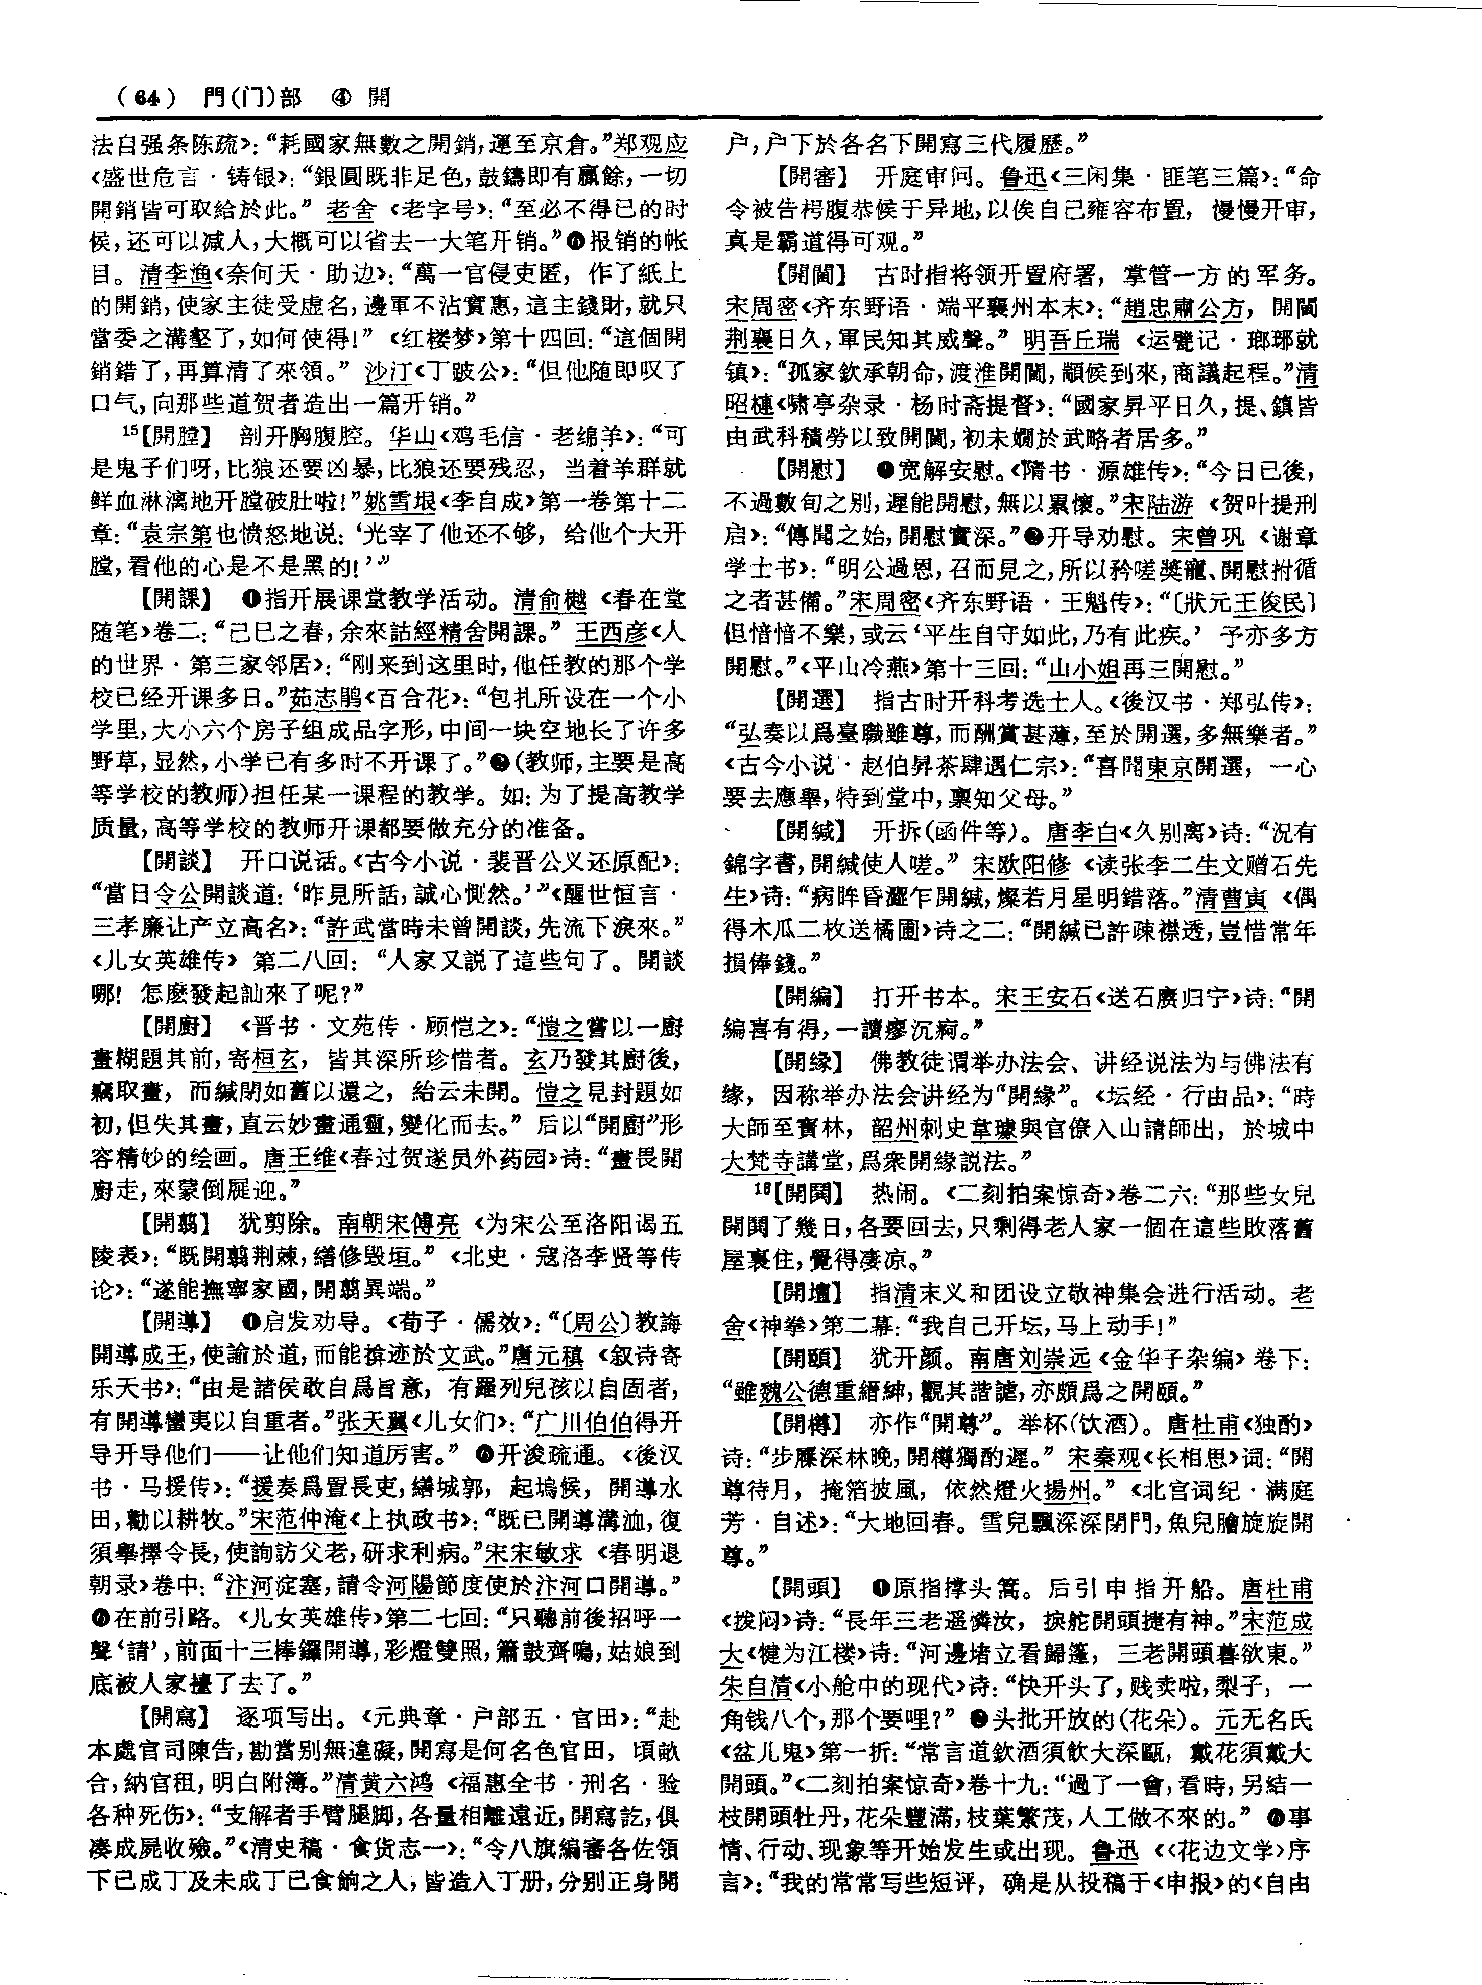 (64) 門(门)部 ④ 開
法自强条陈疏》：“耗國家無數之開銷，運至京倉。”郑观应
《盛世危言·铸银》：“銀圓既非足色，鼓鑄即有贏餘，一切
開銷皆可取給於此。” 老舍《老字号》：“至必不得已的时
侯，还可以减人，大概可以省去一大笔开销。”❸报销的帐
目。清李渔《奈何天·助边》：“萬一官侵吏匿，作了紙上
的開銷，使家主徒受虚名，邊軍不沾實惠，這主錢財，就只
當委之溝壑了，如何使得！”《红楼梦》第十四回：“這個開
銷錯了，再算清了來領。” 沙汀《丁跛公》：“但他随即叹了
口气，向那些道贺者造出一篇开销。”
15【開膛】 剖开胸腹腔。华山《鸡毛信·老绵羊》：“可
是鬼子们呀，比狼还要凶暴，比狼还要残忍，当着羊群就
鲜血淋漓地开膛破肚啦！”姚雪垠《李自成》第一卷第十二
章：“袁宗第也愤怒地说：‘光宰了他还不够，给他个大开
膛，看他的心是不是黑的！’”
【開課】 ❶指开展课堂教学活动。清俞樾《春在堂
随笔》卷二：“己巳之春，余來詁經精舍開課。” 王西彦《人
的世界·第三家邻居》：“刚来到这里时，他任教的那个学
校已经开课多日。”茹志鹃《百合花》：“包扎所设在一个小
学里，大小六个房子组成品字形，中间一块空地长了许多
野草，显然，小学已有多时不开课了。”❷（教师，主要是高
等学校的教师）担任某一课程的教学。如：为了提高教学
质量，高等学校的教师开课都要做充分的准备。
【開談】 开口说话。《古今小说·裴晋公义还原配》：
“當日令公開談道：‘昨見所話，誠心惻然。’”《醒世恒言·
三孝廉让产立高名》：“許武當時未曾開談，先流下淚來。”
《儿女英雄传》第二八回：“人家又説了這些句了。開談
哪！怎麽發起訕來了呢？”
【開廚】 《晋书·文苑传·顾恺之》：“愷之嘗以一廚
畫糊題其前，寄桓玄，皆其深所珍惜者。玄乃發其廚後，
竊取畫，而緘閉如舊以還之，紿云未開。愷之見封題如
初，但失其畫，直云妙畫通靈，變化而去。” 后以“開廚”形
容精妙的绘画。唐王维《春过贺遂员外药园》诗：“畫畏開
廚走，來蒙倒屣迎。”
【開翦】 犹剪除。南朝宋傅亮《为宋公至洛阳谒五
陵表》：“既開翦荆棘，繕修毁垣。”《北史·寇洛李贤等传
论》：“遂能撫寧家國，開翦異端。”
【開導】 ❶启发劝导。《荀子·儒效》：“〔周公〕教誨
開導成王，使諭於道，而能揜迹於文武。”唐元稹《叙诗寄
乐天书》：“由是諸侯敢自爲旨意，有羅列兒孩以自固者，
有開導蠻夷以自重者。”张天翼《儿女们》：“广川伯伯得开
导开导他们——让他们知道厉害。” ❷开浚疏通。《後汉
书·马援传》：“援奏爲置長吏，繕城郭，起塢候，開導水
田，勸以耕牧。”宋范仲淹《上执政书》：“既已開導溝洫，復
須舉擇令長，使詢訪父老，研求利病。”宋宋敏求《春明退
朝录》卷中：“汴河淀塞，請令河陽節度使於汴河口開導。”
❸在前引路。《儿女英雄传》第二七回：“只聽前後招呼一
聲‘請’，前面十三棒鑼開導，彩燈雙照，簫鼓齊鳴，姑娘到
底被人家擡了去了。”
【開寫】 逐项写出。《元典章·户部五·官田》：“赴
本處官司陳告，勘當别無違礙，開寫是何名色官田，頃畝
合，納官租，明白附簿。”清黄六鸿《福惠全书·刑名·验
各种死伤》：“支解者手臂腿脚，各量相離遠近，開寫訖，俱
凑成屍收殮。”《清史稿·食货志一》：“令八旗編審各佐領
下已成丁及未成丁已食餉之人，皆造入丁册，分别正身開
户，户下於各名下開寫三代履歷。”
【開審】 开庭审问。鲁迅《三闲集·匪笔三篇》：“命
令被告枵腹恭候于异地，以俟自己雍容布置，慢慢开审，
真是霸道得可观。”
【開閫】 古时指将领开置府署，掌管一方的军务。
宋周密《齐东野语·端平襄州本末》：“趙忠肅公方，開閫
荆襄日久，軍民知其威聲。” 明吾丘瑞《运甓记·瑯琊就
镇》：“孤家欽承朝命，渡淮開閫，顓候到來，商議起程。”清
昭槤《啸亭杂录·杨时斋提督》：“國家昇平日久，提、鎮皆
由武科積勞以致開閫，初未嫺於武略者居多。”
【開慰】 ❶宽解安慰。《隋书·源雄传》：“今日已後，
不過數旬之别，遲能開慰，無以累懷。”宋陆游《贺叶提刑
启》：“傳聞之始，開慰實深。”❷开导劝慰。宋曾巩《谢章
学士书》：“明公過恩，召而見之，所以矜嗟奬寵、開慰拊循
之者甚備。”宋周密《齐东野语·王魁传》：“〔狀元王俊民〕
但愔愔不樂，或云‘平生自守如此，乃有此疾。’予亦多方
開慰。”《平山冷燕》第十三回：“山小姐再三開慰。”
【開選】 指古时开科考选士人。《後汉书·郑弘传》：
“弘奏以爲臺職雖尊，而酬賞甚薄，至於開選，多無樂者。”
《古今小说·赵伯昇茶肆遇仁宗》：“喜聞東京開選，一心
要去應舉，特到堂中，禀知父母。”
【開緘】 开拆（函件等）。唐李白《久别离》诗：“況有
錦字書，開緘使人嗟。” 宋欧阳修《读张李二生文赠石先
生》诗：“病眸昏澀乍開緘，燦若月星明錯落。”清曹寅《偶
得木瓜二枚送橘圃》诗之二：“開緘已許疎襟透，豈惜常年
損俸錢。”
【開編】 打开书本。宋王安石《送石赓归宁》诗：“開
編喜有得，一讀廖沉痾。”
【開缘】 佛教徒谓举办法会、讲经说法为与佛法有
缘，因称举办法会讲经为“開緣”。《坛经·行由品》：“時
大師至寶林，韶州刺史韋璩與官僚入山請師出，於城中
大梵寺講堂，爲衆開緣説法。”
16【開鬨】 热闹。《二刻拍案惊奇》卷二六：“那些女兒
開鬨了幾日，各要回去，只剩得老人家一個在這些敗落舊
屋裏住，覺得凄凉。”
【開壇】 指清末义和团设立敬神集会进行活动。老
舍《神拳》第二幕：“我自己开坛，马上动手！”
【開頤】 犹开颜。南唐刘崇远《金华子杂编》卷下：
“雖魏公德重縉紳，觀其諧謔，亦頗爲之開頤。”
【開樽】 亦作“開尊”。举杯（饮酒）。唐杜甫《独酌》
诗：“步屧深林晚，開樽獨酌遲。” 宋秦观《长相思》词：“開
尊待月，掩箔披風，依然燈火揚州。”《北宫词纪·满庭
芳·自述》：“大地回春。雪兒飄深深閉門，魚兒膾旋旋開
尊。”
【開頭】 ❶原指撑头篙。后引申指开船。唐杜甫
《拨闷》诗：“長年三老遥憐汝，捩舵開頭捷有神。”宋范成
大《犍为江楼》诗：“河邊堵立看歸篷，三老開頭暮欲東。”
朱自清《小舱中的现代》诗：“快开头了，贱卖啦，梨子，一
角钱八个，那个要哩？” ❷头批开放的（花朵）。元无名氏
《盆儿鬼》第一折：“常言道飲酒須飲大深甌，戴花須戴大
開頭。”《二刻拍案惊奇》卷十九：“過了一會，看時，另結一
枝開頭牡丹，花朵豐滿，枝葉繁茂，人工做不來的。” ❸事
情、行动、现象等开始发生或出现。鲁迅《〈花边文学〉序
言》：“我的常常写些短评，确是从投稿于《申报》的《自由